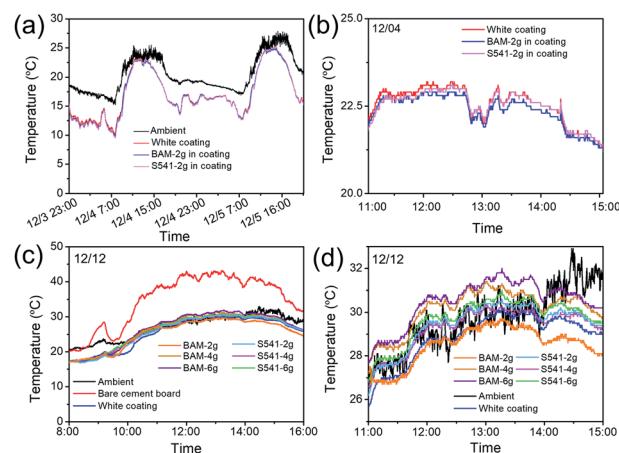 (a)
30
25
20
15
10
5
0
Temperature (°C)
Ambient
White coating
BAM-2g in coating
S541-2g in coating
12/3 23:00
12/4 7:00
12/4 15:00
12/4 23:00
12/5 7:00
12/5 16:00
Time
(b)
12/04
25.0
22.5
20.0
Temperature (°C)
White coating
BAM-2g in coating
S541-2g in coating
11:00
12:00
13:00
14:00
15:00
Time
(c)
12/12
50
40
30
20
10
0
Temperature (°C)
BAM-2g
BAM-4g
BAM-6g
S541-2g
S541-4g
S541-6g
Ambient
Bare cement board
White coating
8:00
10:00
12:00
14:00
16:00
Time
(d)
12/12
32
30
28
26
Temperature (°C)
BAM-2g
BAM-4g
BAM-6g
Ambient
White coating
S541-2g
S541-4g
S541-6g
11:00
12:00
13:00
14:00
15:00
Time